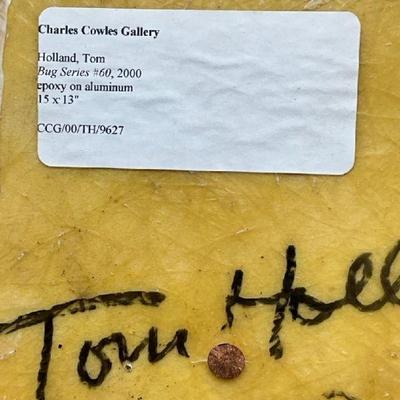 Charles Cowles Gallery
Holland, Tom
Bug Series #60, 2000
epoxy on aluminum
15 x 13"
CCG/00/TH/9627
Tom Holl